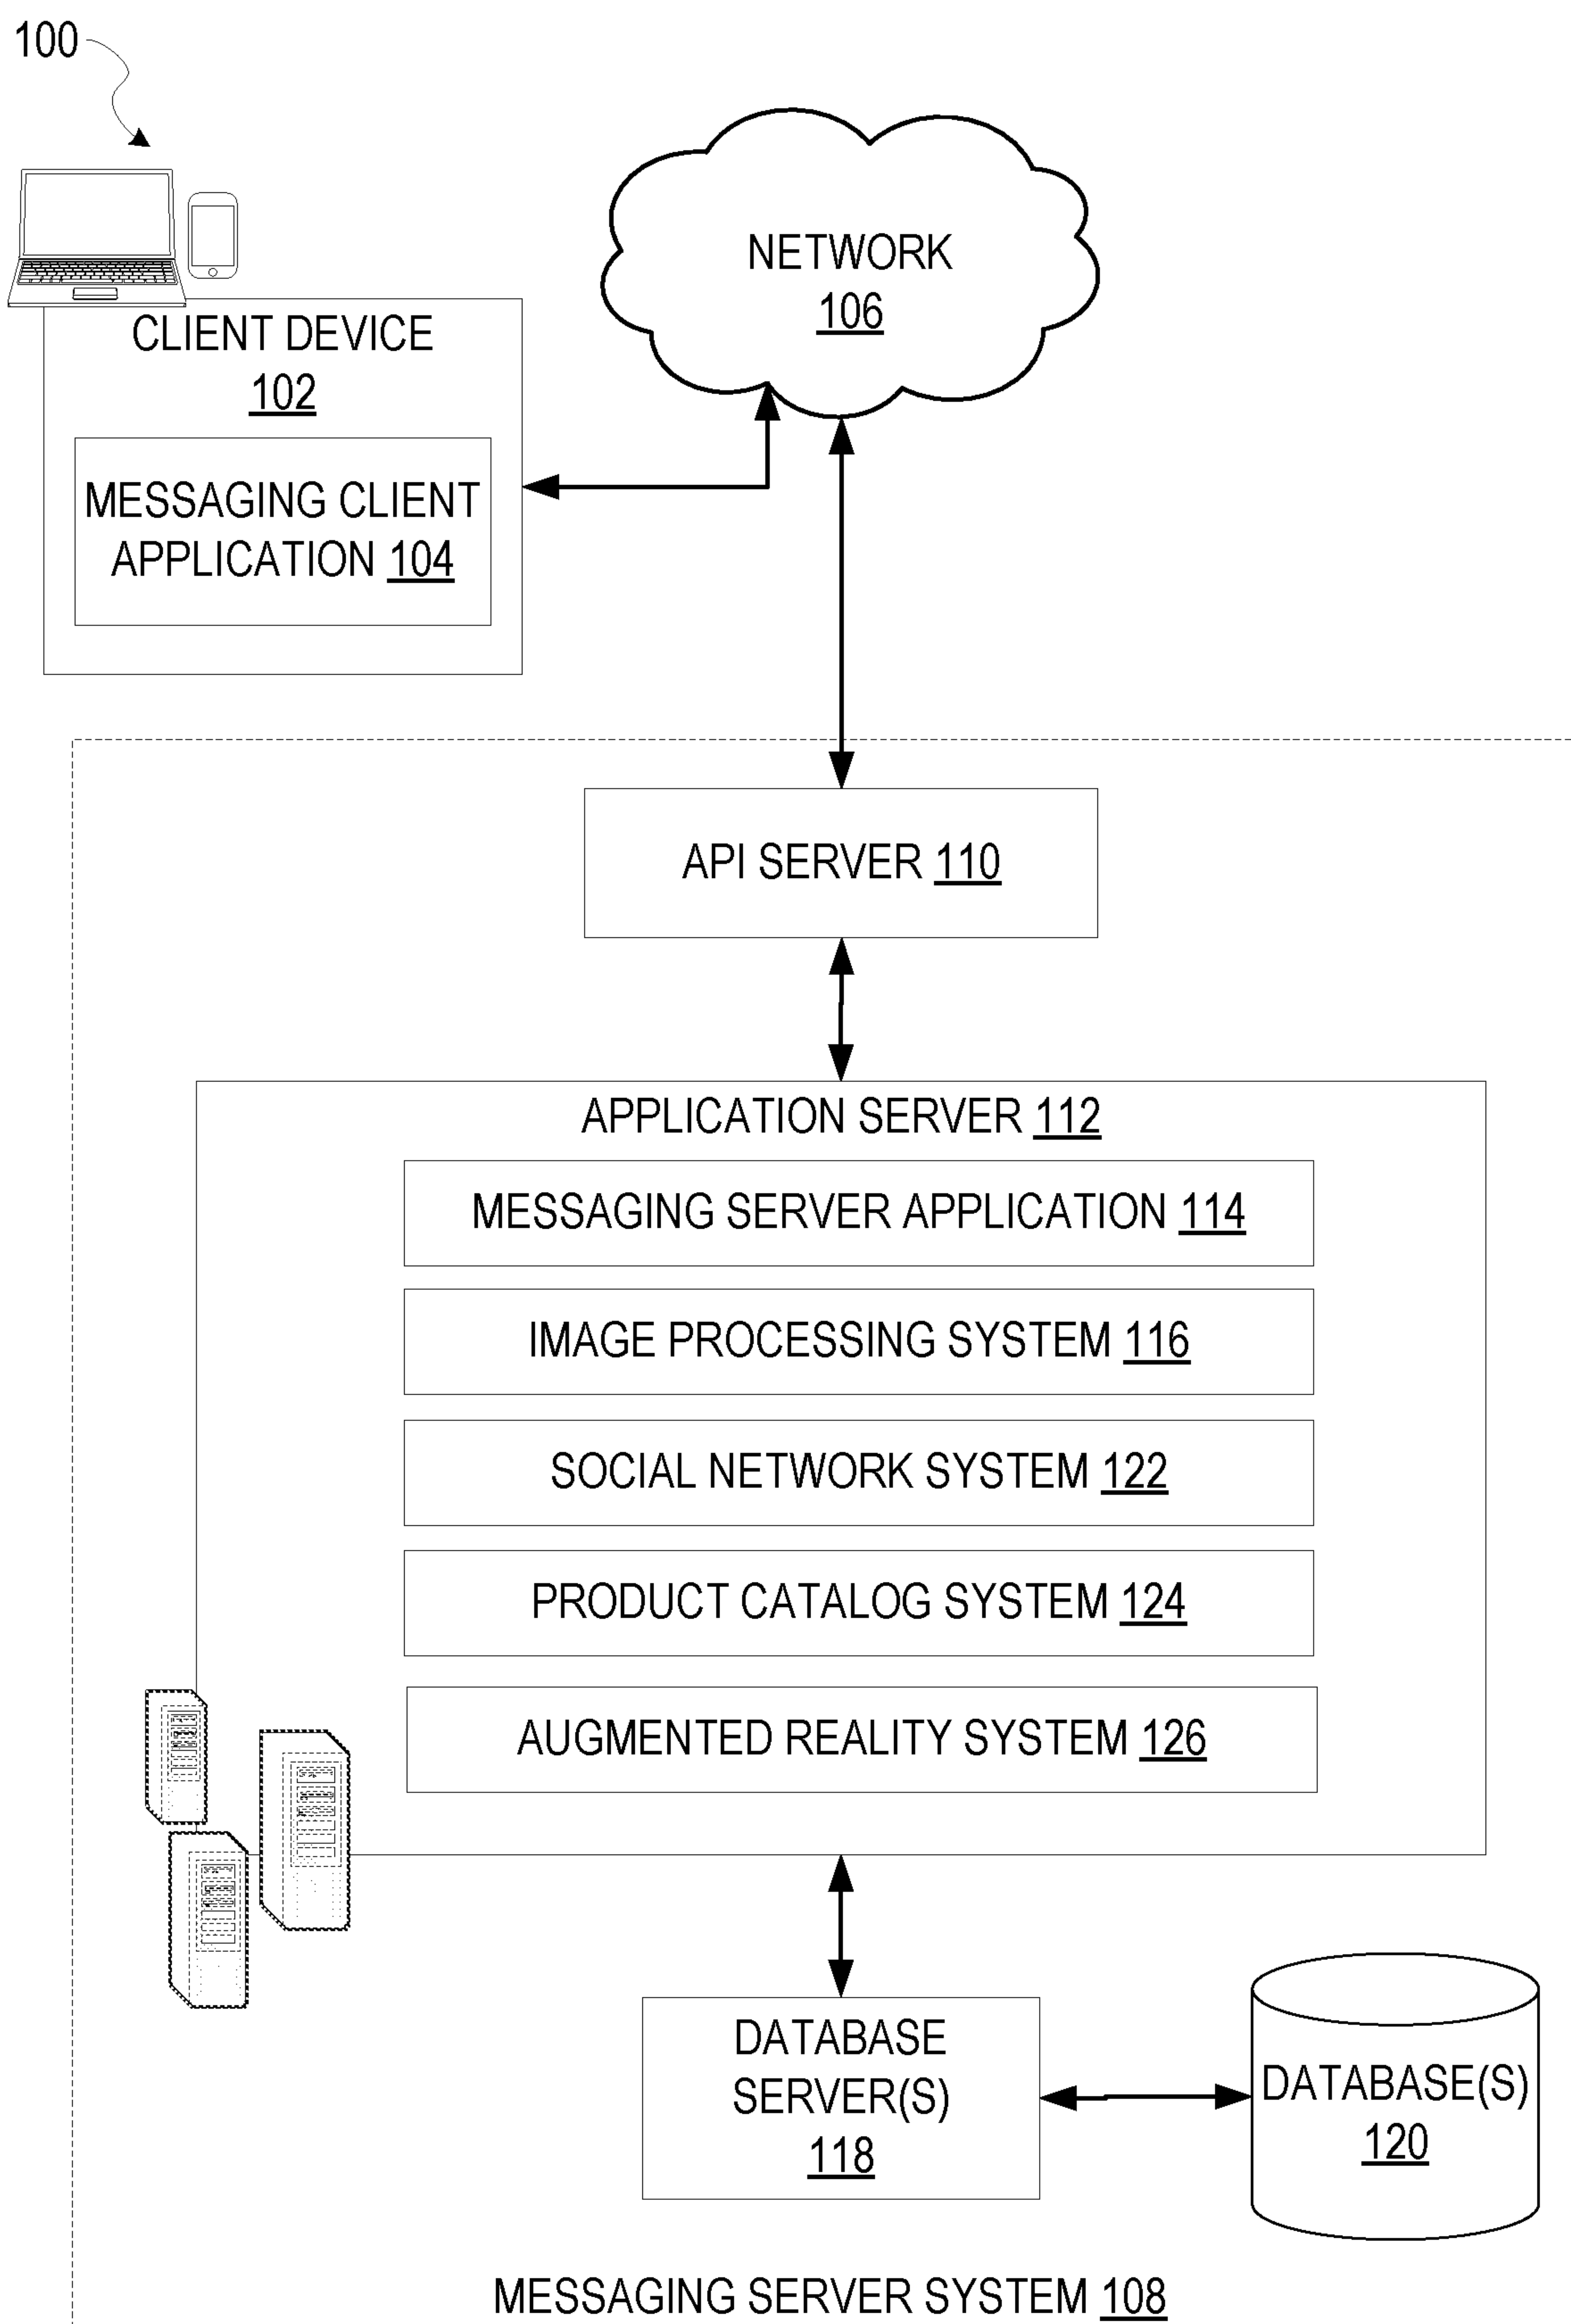 100
NETWORK
106
CLIENT DEVICE
102
MESSAGING CLIENT
APPLICATION 104
API SERVER 110
APPLICATION SERVER 112
MESSAGING SERVER APPLICATION 114
IMAGE PROCESSING SYSTEM 116
SOCIAL NETWORK SYSTEM 122
PRODUCT CATALOG SYSTEM 124
AUGMENTED REALITY SYSTEM 126
DATABASE
SERVER(S)
118
DATABASE(S)
120
MESSAGING SERVER SYSTEM 108